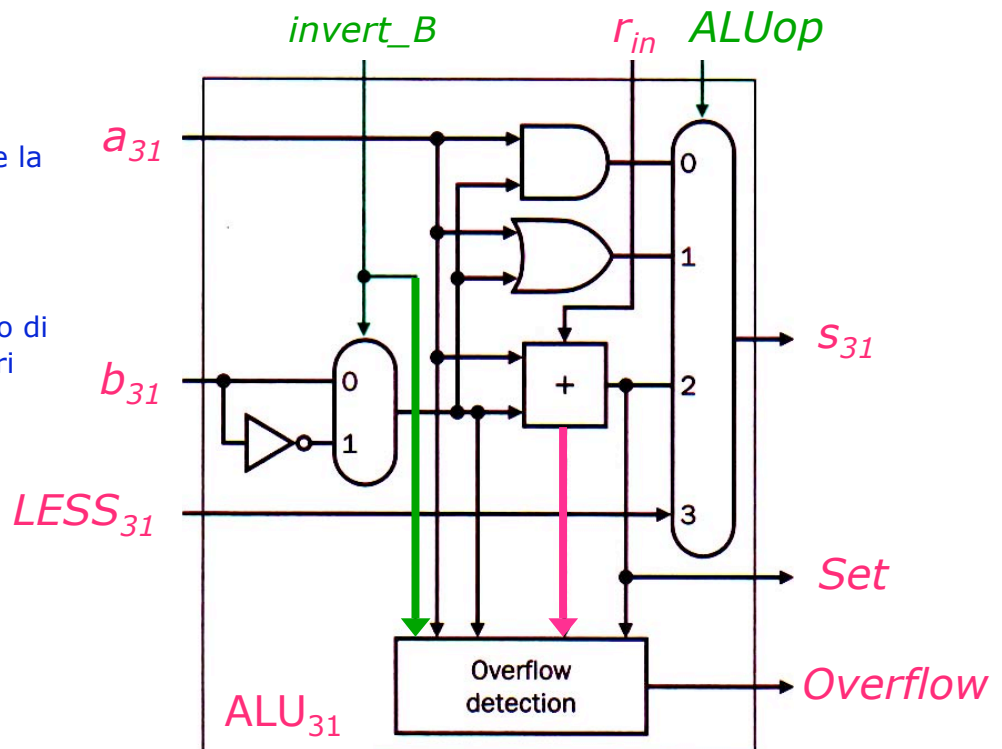 invert_B
r_in
ALUop
a_31
e la
0
1
o di
ri
s_31
b_31
0
1
+
2
LESS_31
3
Set
Overflow
detection
Overflow
ALU_31